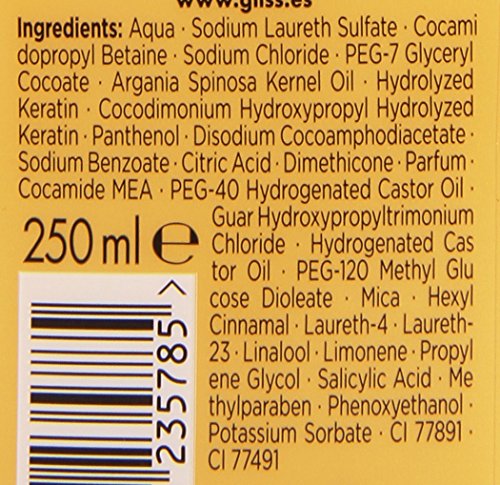 www.gliss.es
Ingredients: Aqua · Sodium Laureth Sulfate · Cocami
dopropyl Betaine · Sodium Chloride · PEG-7 Glyceryl
Cocoate · Argania Spinosa Kernel Oil · Hydrolyzed
Keratin · Cocodimonium Hydroxypropyl Hydrolyzed
Keratin · Panthenol · Disodium Cocoamphodiacetate ·
Sodium Benzoate · Citric Acid · Dimethicone · Parfum ·
Cocamide MEA · PEG-40 Hydrogenated Castor Oil ·
Guar Hydroxypropyltrimonium
Chloride · Hydrogenated Cas
tor Oil · PEG-120 Methyl Glu
cose Dioleate · Mica · Hexyl
Cinnamal · Laureth-4 · Laureth-
23 · Linalool · Limonene · Propyl
ene Glycol · Salicylic Acid · Me
thylparaben · Phenoxyethanol ·
Potassium Sorbate · CI 77891 ·
CI 77491
250 ml ℮
235785 >